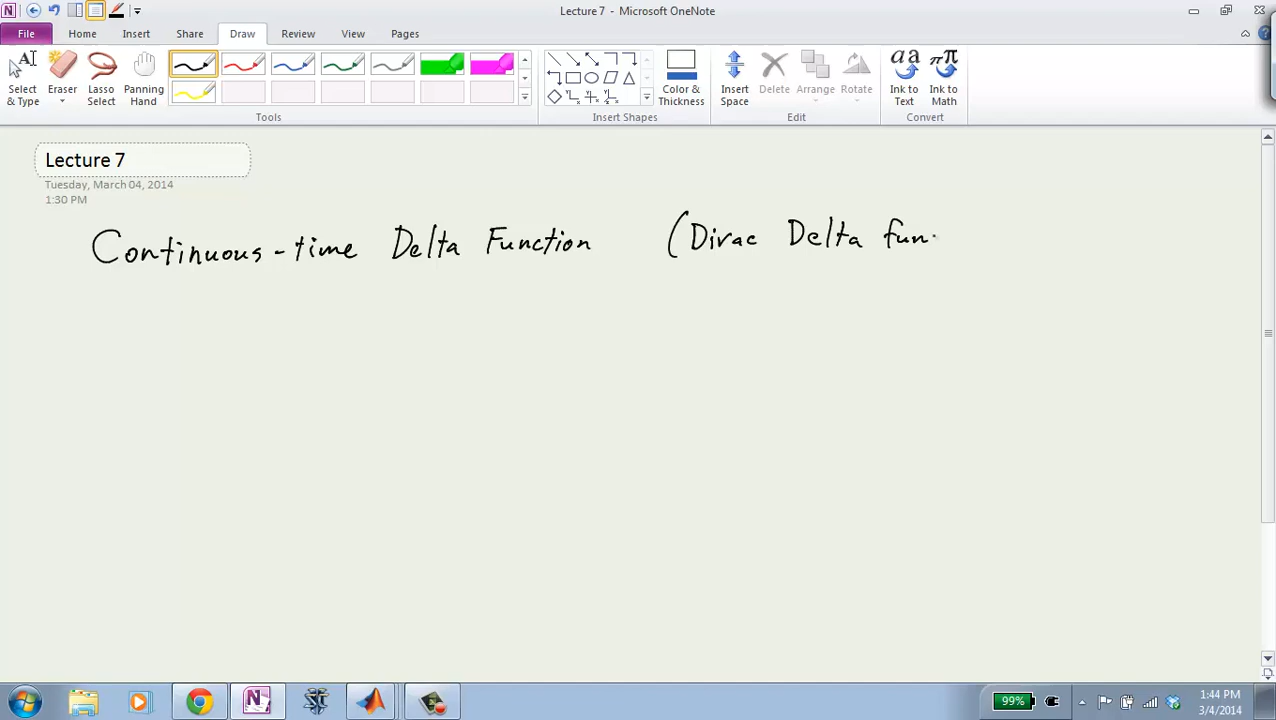 Lecture 7 - Microsoft OneNote
File Home Insert Share Draw Review View Pages
Select & Type Eraser Lasso Select Panning Hand Color & Thickness Insert Space Delete Arrange Rotate Ink to Text Ink to Math
Tools Insert Shapes Edit Convert
Lecture 7
Tuesday, March 04, 2014
1:30 PM
Continuous-time Delta Function (Dirac Delta fun
99% 1:44 PM
3/4/2014